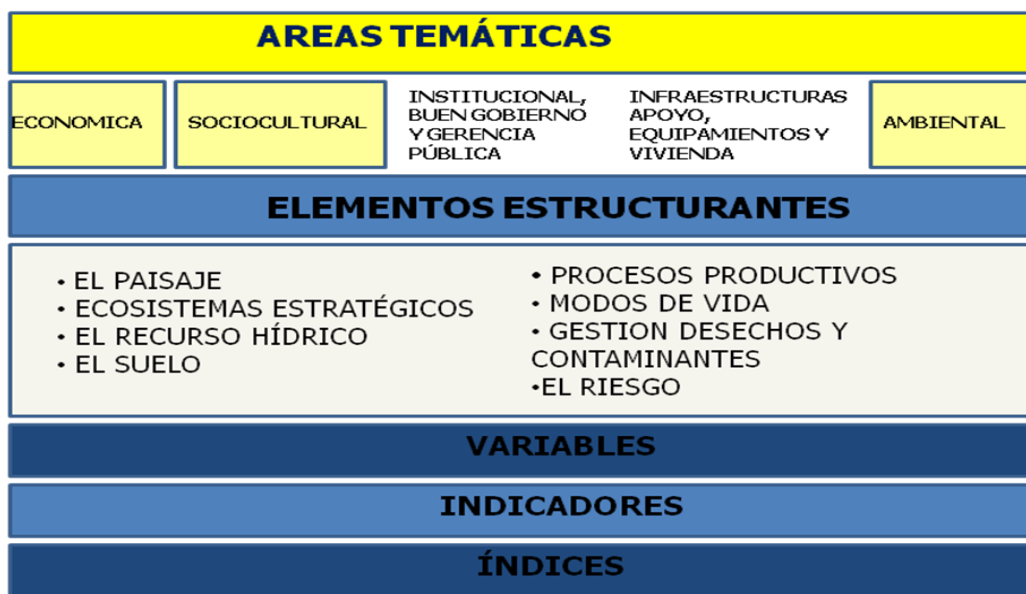 AREAS TEMÁTICAS
ECONOMICA
SOCIOCULTURAL
INSTITUCIONAL,
BUEN GOBIERNO
Y GERENCIA
PÚBLICA
INFRAESTRUCTURAS
APOYO,
EQUIPAMIENTOS Y
VIVIENDA
AMBIENTAL
ELEMENTOS ESTRUCTURANTES
• EL PAISAJE
• ECOSISTEMAS ESTRATÉGICOS
• EL RECURSO HÍDRICO
• EL SUELO
• PROCESOS PRODUCTIVOS
• MODOS DE VIDA
• GESTION DESECHOS Y
CONTAMINANTES
•EL RIESGO
VARIABLES
INDICADORES
ÍNDICES